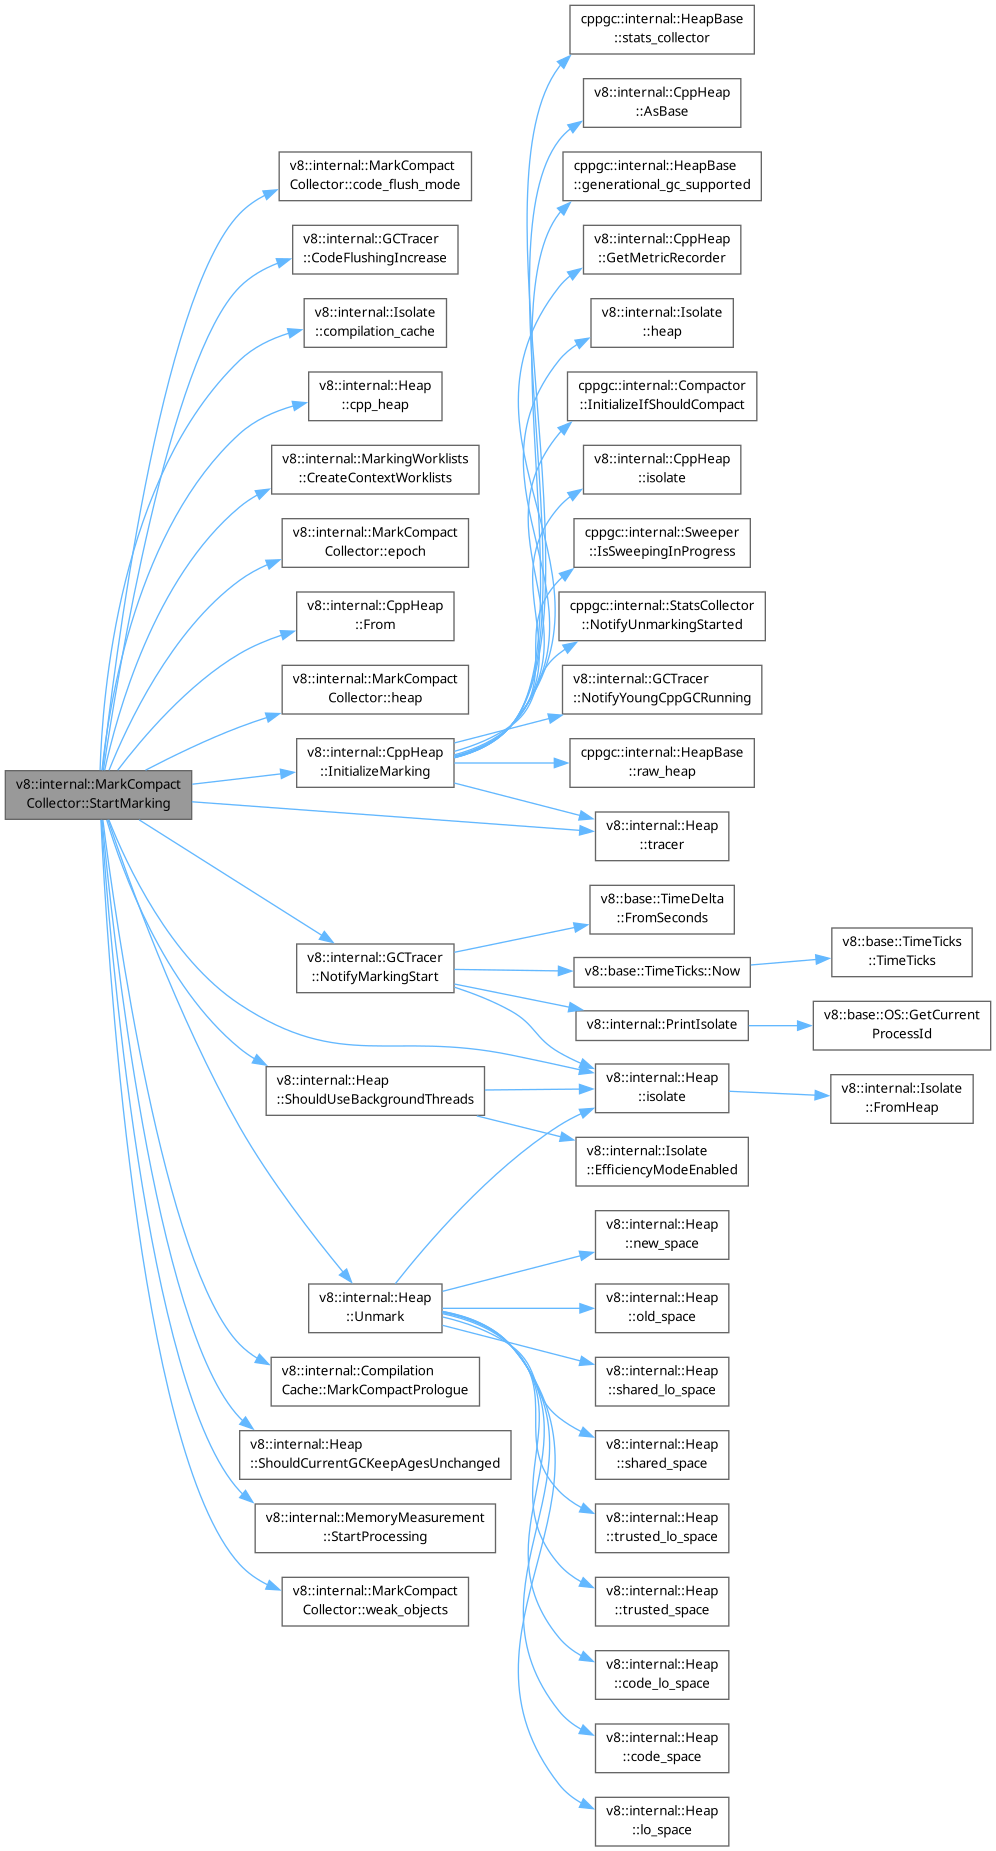 v8::internal::MarkCompact
Collector::StartMarking
v8::internal::MarkCompact
Collector::code_flush_mode
v8::internal::GCTracer
::CodeFlushingIncrease
v8::internal::Isolate
::compilation_cache
v8::internal::Heap
::cpp_heap
v8::internal::MarkingWorklists
::CreateContextWorklists
v8::internal::MarkCompact
Collector::epoch
v8::internal::CppHeap
::From
v8::internal::MarkCompact
Collector::heap
v8::internal::CppHeap
::InitializeMarking
v8::internal::GCTracer
::NotifyMarkingStart
v8::internal::Heap
::ShouldUseBackgroundThreads
v8::internal::Heap
::Unmark
v8::internal::Compilation
Cache::MarkCompactPrologue
v8::internal::Heap
::ShouldCurrentGCKeepAgesUnchanged
v8::internal::MemoryMeasurement
::StartProcessing
v8::internal::MarkCompact
Collector::weak_objects
cppgc::internal::HeapBase
::stats_collector
v8::internal::CppHeap
::AsBase
cppgc::internal::HeapBase
::generational_gc_supported
v8::internal::CppHeap
::GetMetricRecorder
v8::internal::Isolate
::heap
cppgc::internal::Compactor
::InitializeIfShouldCompact
v8::internal::CppHeap
::isolate
cppgc::internal::Sweeper
::IsSweepingInProgress
cppgc::internal::StatsCollector
::NotifyUnmarkingStarted
v8::internal::GCTracer
::NotifyYoungCppGCRunning
cppgc::internal::HeapBase
::raw_heap
v8::internal::Heap
::tracer
v8::base::TimeDelta
::FromSeconds
v8::base::TimeTicks::Now
v8::internal::PrintIsolate
v8::internal::Heap
::isolate
v8::internal::Isolate
::EfficiencyModeEnabled
v8::internal::Heap
::new_space
v8::internal::Heap
::old_space
v8::internal::Heap
::shared_lo_space
v8::internal::Heap
::shared_space
v8::internal::Heap
::trusted_lo_space
v8::internal::Heap
::trusted_space
v8::internal::Heap
::code_lo_space
v8::internal::Heap
::code_space
v8::internal::Heap
::lo_space
v8::base::TimeTicks
::TimeTicks
v8::base::OS::GetCurrent
ProcessId
v8::internal::Isolate
::FromHeap